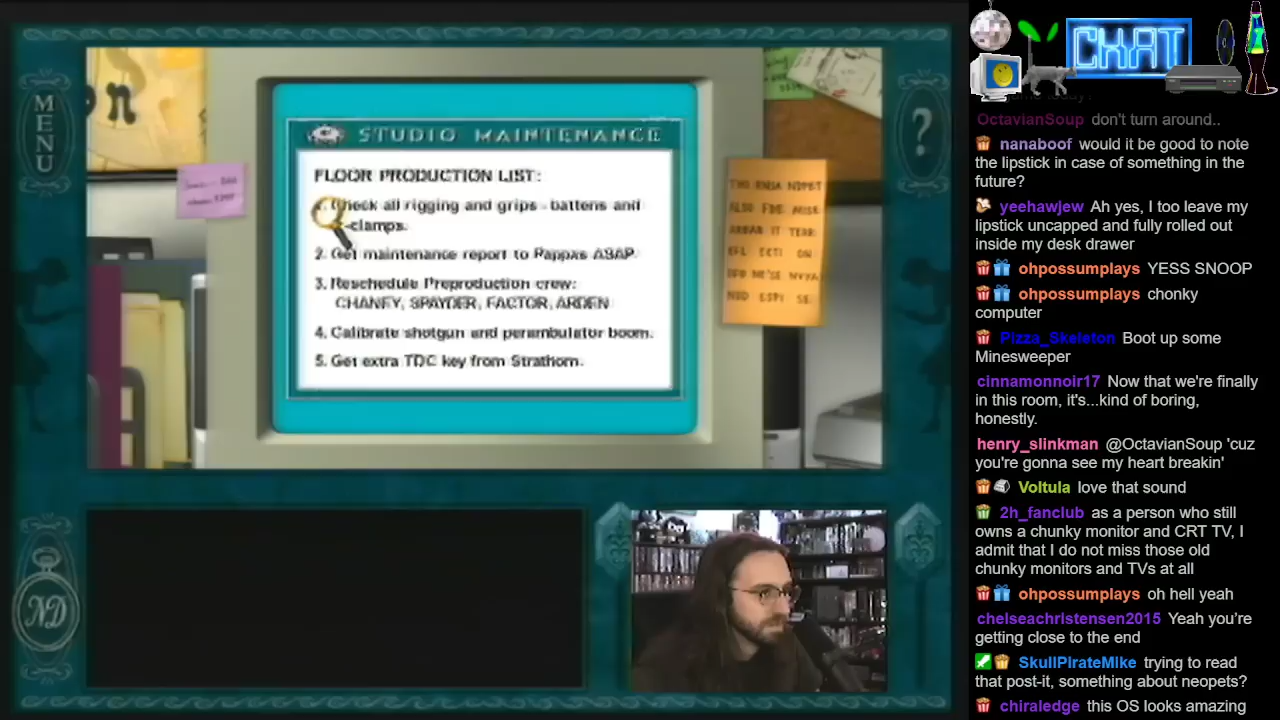 MENU
?
ND
STUDIO MAINTENANCE
FLOOR PRODUCTION LIST:
1. Check all rigging and grips - battens and
-clamps.
2. Get maintenance report to Pappas ASAP.
3. Reschedule Preproduction crew:
CHANEY, SPAYDER, FACTOR, ARDEN
4. Calibrate shotgun and perambulator boom.
5. Get extra TDC key from Strathorn.
CHAT
OctavianSoup don't turn around..
nanaboof would it be good to note
the lipstick in case of something in the
future?
yeehawjew Ah yes, I too leave my
lipstick uncapped and fully rolled out
inside my desk drawer
ohpossumplays YESS SNOOP
ohpossumplays chonky
computer
Pizza_Skeleton Boot up some
Minesweeper
cinnamonnoir17 Now that we're finally
in this room, it's...kind of boring,
honestly.
henry_slinkman @OctavianSoup 'cuz
you're gonna see my heart breakin'
Voltula love that sound
2h_fanclub as a person who still
owns a chunky monitor and CRT TV, I
admit that I do not miss those old
chunky monitors and TVs at all
ohpossumplays oh hell yeah
chelseachristensen2015 Yeah you're
getting close to the end
SkullPirateMike trying to read
that post-it, something about neopets?
chiraledge this OS looks amazing